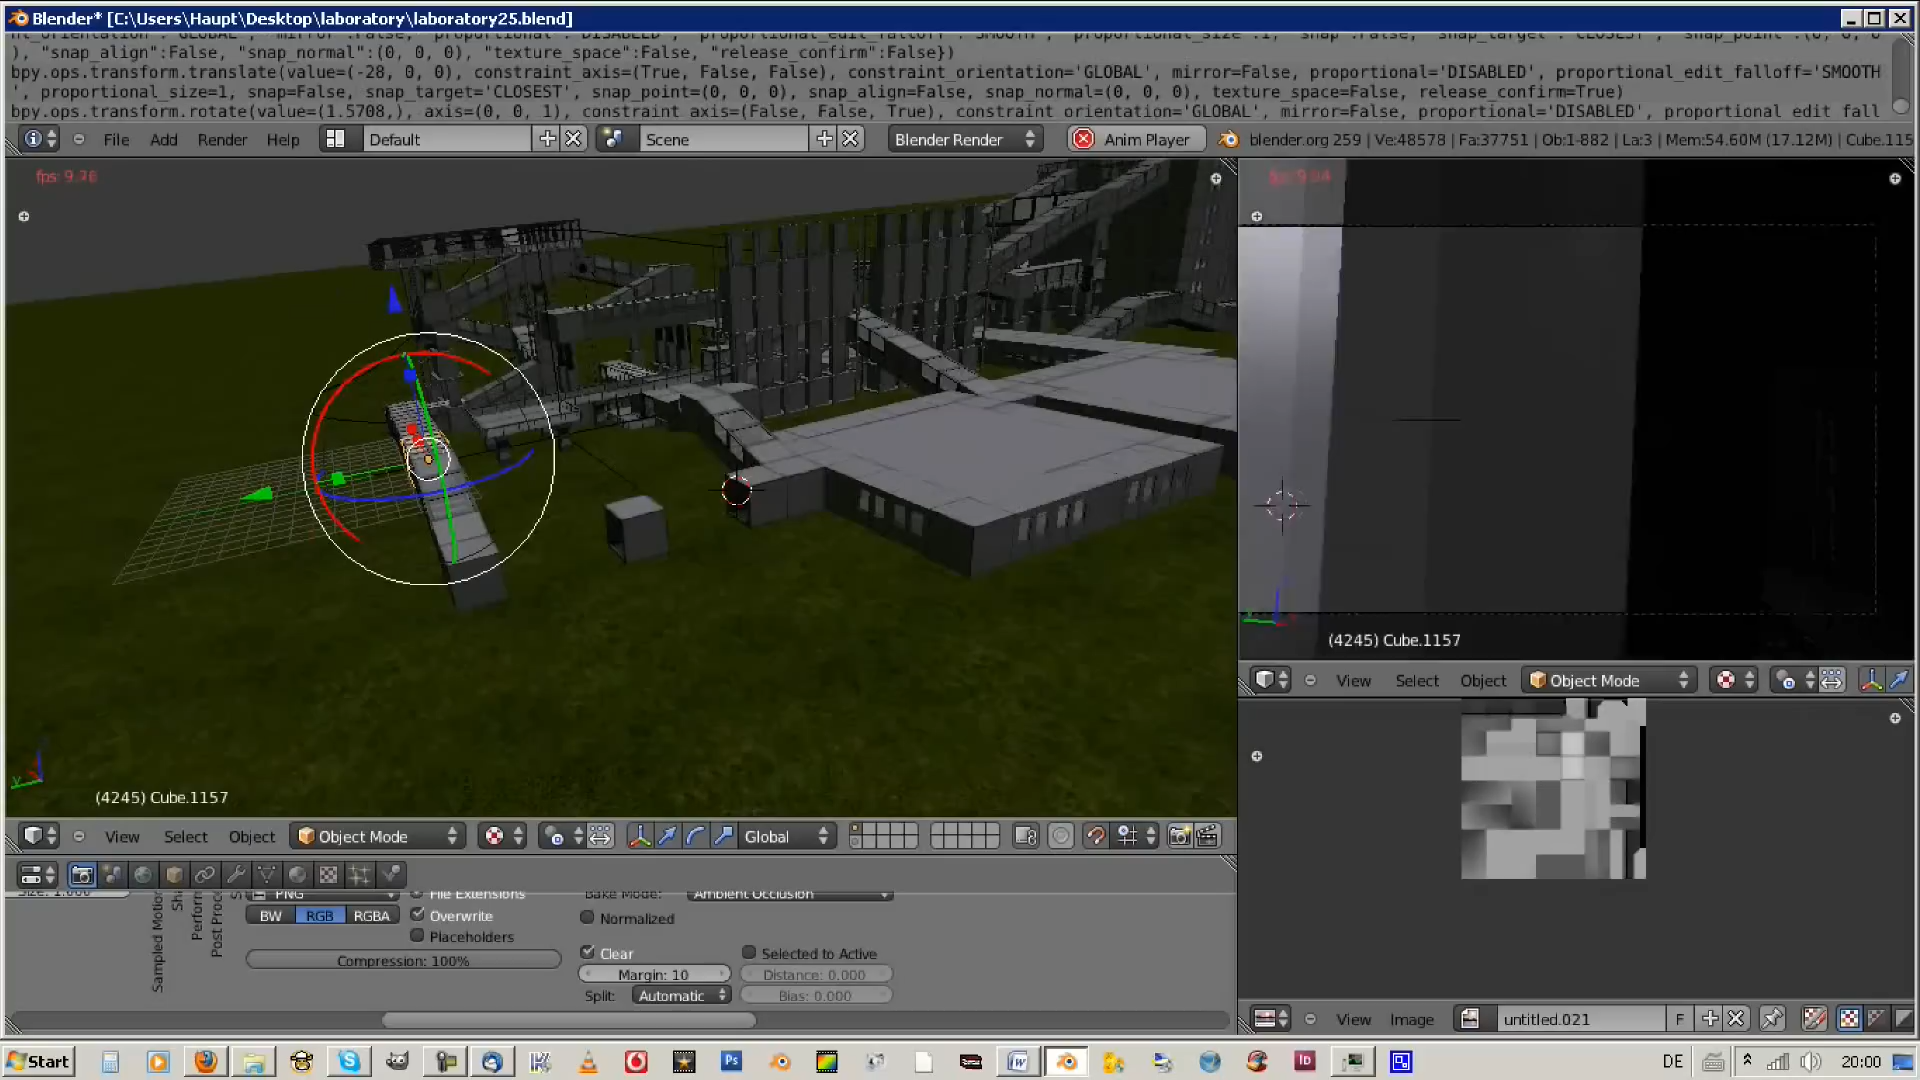 Blender* [C:\Users\Haupt\Desktop\laboratory\laboratory25.blend]
), "snap_align":False, "snap_normal":(0, 0, 0), "texture_space":False, "release_confirm":False})
bpy.ops.transform.translate(value=(-28, 0, 0), constraint_axis=(True, False, False), constraint_orientation='GLOBAL', mirror=False, proportional='DISABLED', proportional_edit_falloff='SMOOTH
', proportional_size=1, snap=False, snap_target='CLOSEST', snap_point=(0, 0, 0), snap_align=False, snap_normal=(0, 0, 0), texture_space=False, release_confirm=True)
bpy.ops.transform.rotate(value=(1.5708,), axis=(0, 0, 1), constraint_axis=(False, False, True), constraint_orientation='GLOBAL', mirror=False, proportional='DISABLED', proportional_edit_fall
File Add Render Help Default Scene Blender Render Anim Player blender.org 259 | Ve:48578 | Fa:37751 | Ob:1-882 | La:3 | Mem:54.60M (17.12M) | Cube.115
fps:
fps:
(4245) Cube.1157
View Select Object Object Mode
(4245) Cube.1157
View Select Object Object Mode Global
PNG File Extensions Bake Mode: Ambient Occlusion
BW RGB RGBA Overwrite Normalized
Placeholders
Compression: 100%
Clear Selected to Active
Margin: 10 Distance: 0.000
Split: Automatic Bias: 0.000
Sampled Motion
Perform
Post Proce
View Image untitled.021 F
Start DE 20:00